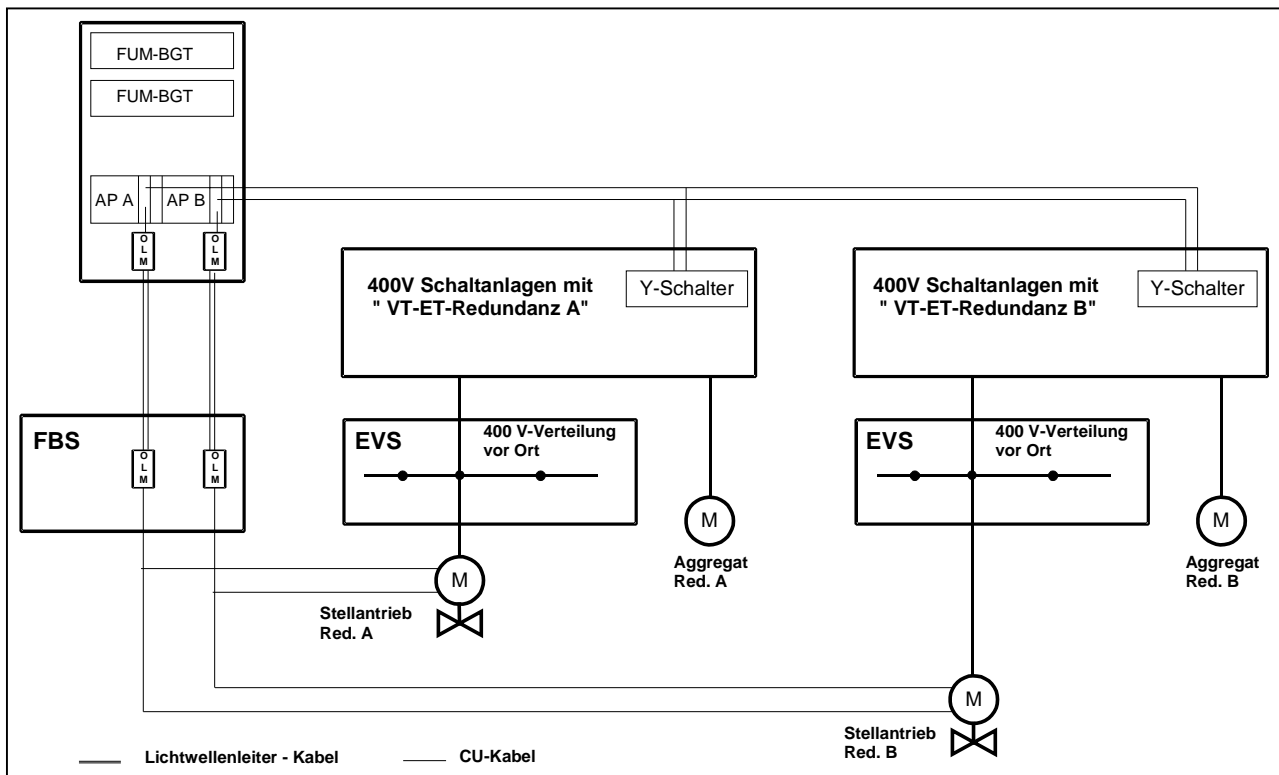 FUM-BGT
FUM-BGT
AP A
AP B
OLM
OLM
400V Schaltanlagen mit
" VT-ET-Redundanz A"
Y-Schalter
400V Schaltanlagen mit
" VT-ET-Redundanz B"
Y-Schalter
FBS
OLM
OLM
EVS
400 V-Verteilung
vor Ort
EVS
400 V-Verteilung
vor Ort
M
Aggregat
Red. A
M
Aggregat
Red. B
M
Stellantrieb
Red. A
M
Stellantrieb
Red. B
Lichtwellenleiter - Kabel
CU-Kabel